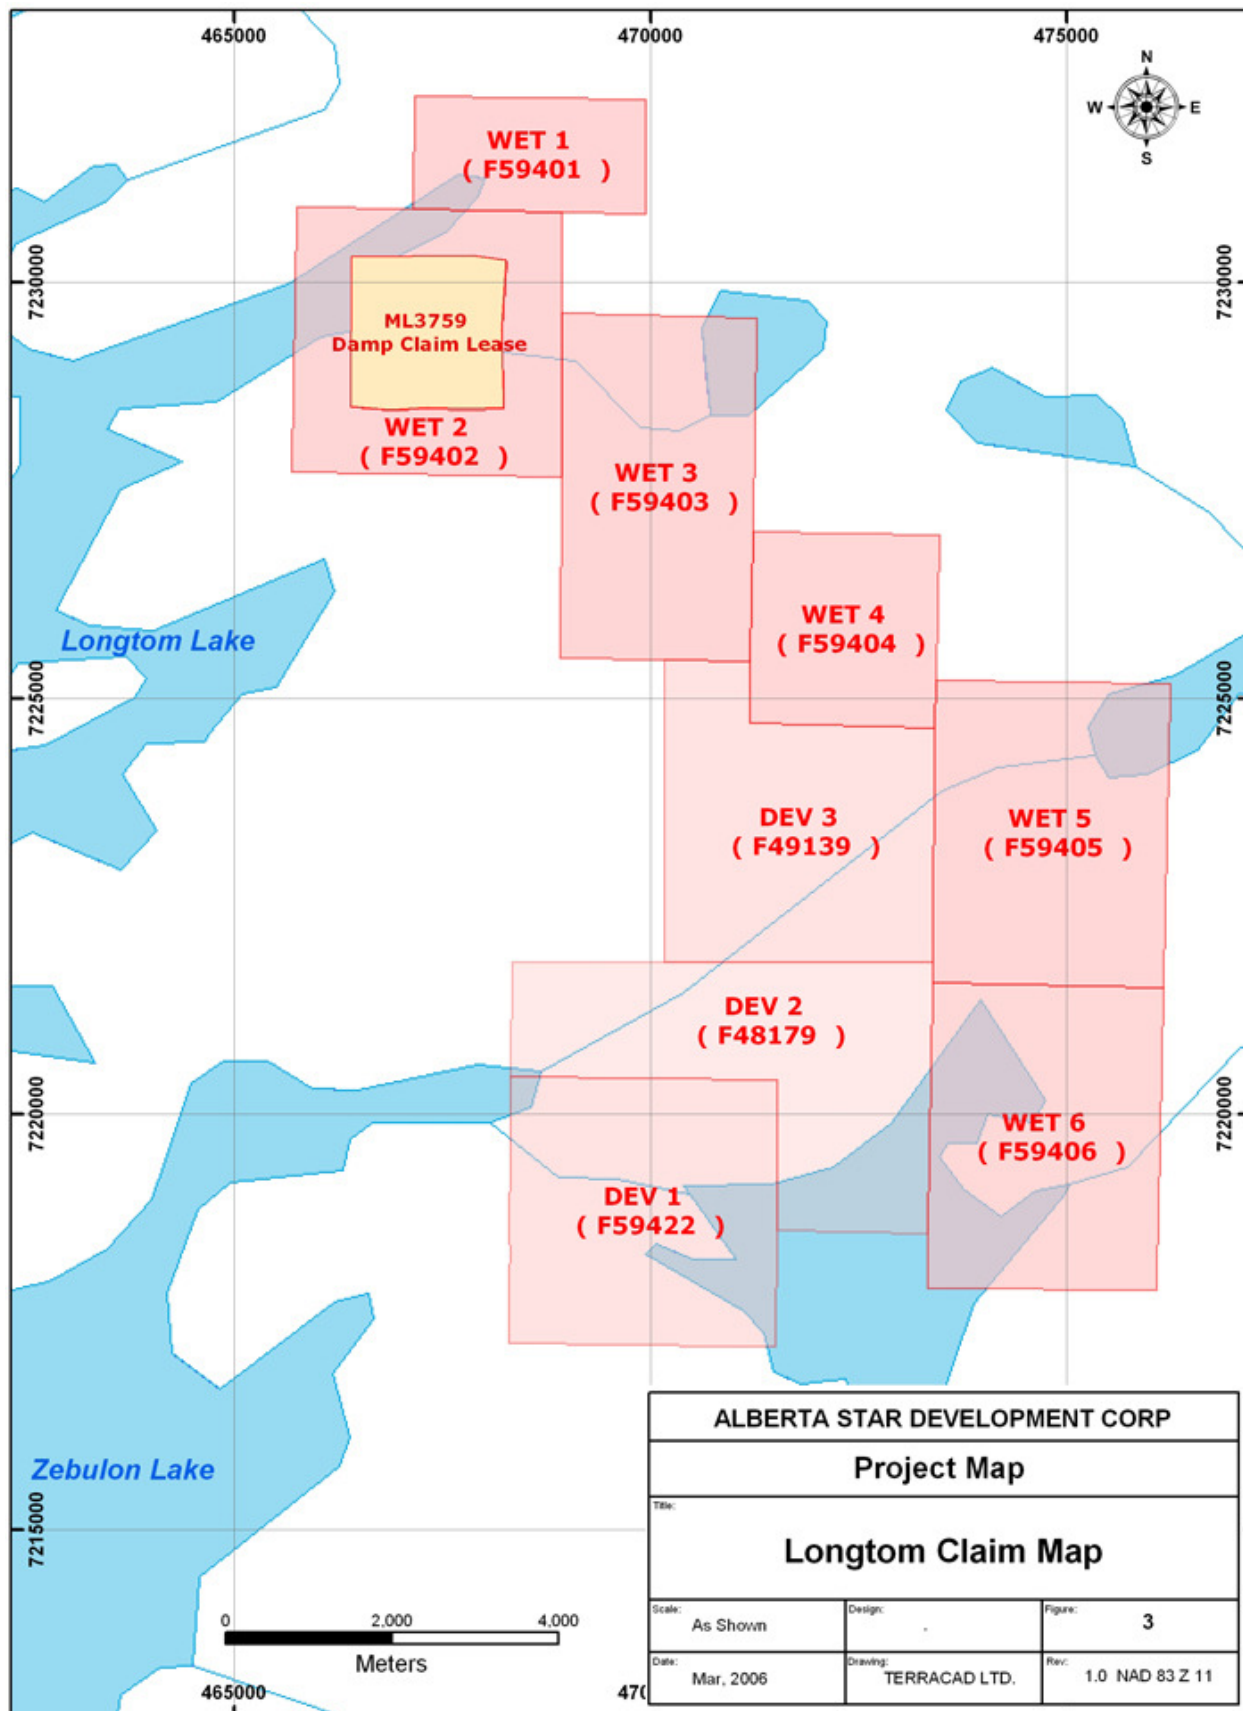 465000
470000
475000
N
W E
S
WET 1
( F59401 )
7230000
7230000
ML3759
Damp Claim Lease
WET 2
( F59402 )
WET 3
( F59403 )
WET 4
( F59404 )
Longtom Lake
7225000
7225000
DEV 3
( F49139 )
WET 5
( F59405 )
DEV 2
( F48179 )
7220000
7220000
WET 6
( F59406 )
DEV 1
( F59422 )
ALBERTA STAR DEVELOPMENT CORP
Project Map
Zebulon Lake
Title:
Longtom Claim Map
7215000
0 2,000 4,000
Meters
Scale: As Shown
Design: .
Figure: 3
Date: Mar, 2006
Drawing: TERRACAD LTD.
Rev: 1.0 NAD 83 Z 11
465000